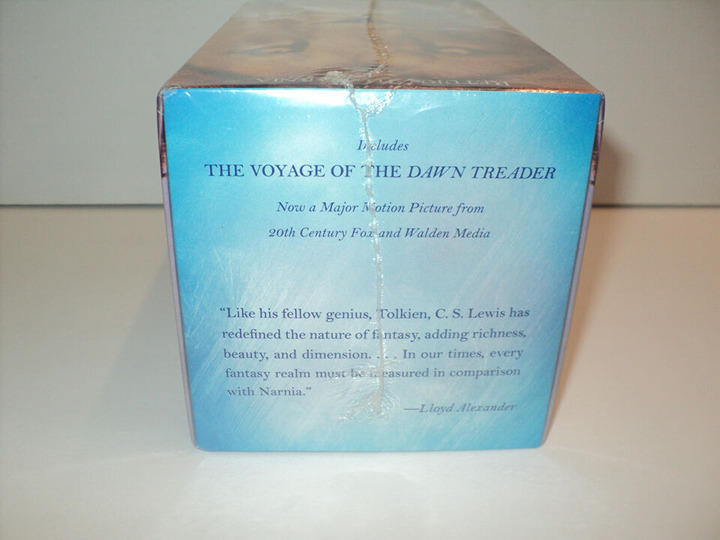 Includes
THE VOYAGE OF THE DAWN TREADER
Now a Major Motion Picture from
20th Century Fox and Walden Media
“Like his fellow genius, Tolkien, C. S. Lewis has
redefined the nature of fantasy, adding richness,
beauty, and dimension. . . . In our times, every
fantasy realm must be measured in comparison
with Narnia.”
—Lloyd Alexander